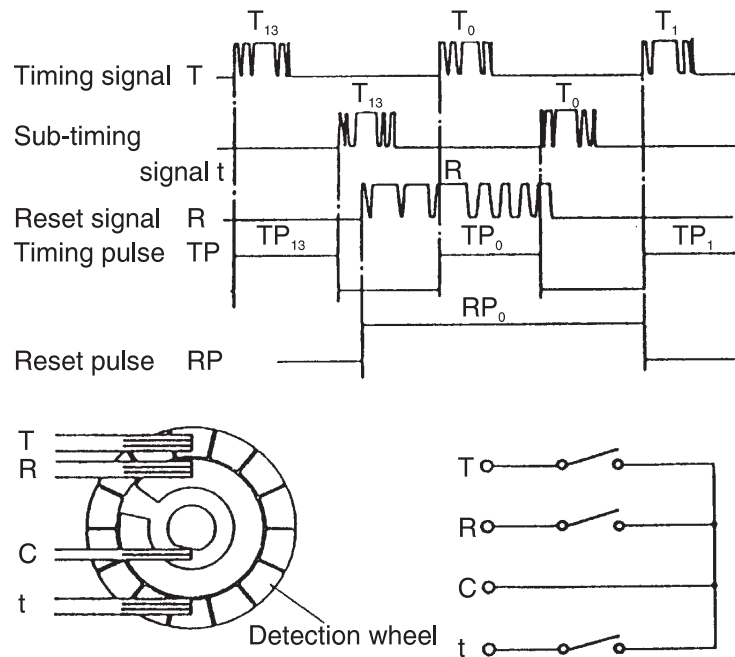 T₁₃ T₀ T₁
Timing signal T
T₁₃ T₀
Sub-timing
signal t
R
Reset signal R
TP₁₃ TP₀ TP₁
Timing pulse TP
RP₀
Reset pulse RP
T
R
C
t
Detection wheel
T
R
C
t